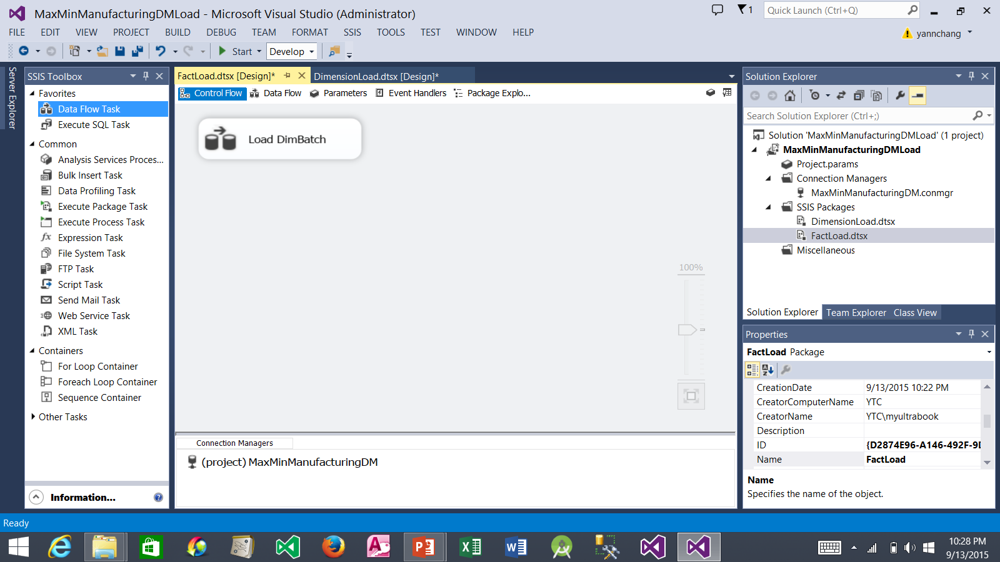 MaxMinManufacturingDMLoad - Microsoft Visual Studio (Administrator)
1
Quick Launch (Ctrl+Q)
FILE EDIT VIEW PROJECT BUILD DEBUG TEAM FORMAT SSIS TOOLS TEST WINDOW HELP
yannchang
Start
Develop
Server Explorer
SSIS Toolbox
Favorites
Data Flow Task
Execute SQL Task
Common
Analysis Services Proces...
Bulk Insert Task
Data Profiling Task
Execute Package Task
Execute Process Task
Expression Task
File System Task
FTP Task
Script Task
Send Mail Task
Web Service Task
XML Task
Containers
For Loop Container
Foreach Loop Container
Sequence Container
Other Tasks
Information...
FactLoad.dtsx [Design]*
DimensionLoad.dtsx [Design]*
Control Flow
Data Flow
Parameters
Event Handlers
Package Explo...
Load DimBatch
100%
Connection Managers
(project) MaxMinManufacturingDM
Solution Explorer
Search Solution Explorer (Ctrl+;)
Solution 'MaxMinManufacturingDMLoad' (1 project)
MaxMinManufacturingDMLoad
Project.params
Connection Managers
MaxMinManufacturingDM.conmgr
SSIS Packages
DimensionLoad.dtsx
FactLoad.dtsx
Miscellaneous
Solution Explorer Team Explorer Class View
Properties
FactLoad Package
CreationDate 9/13/2015 10:22 PM
CreatorComputerName YTC
CreatorName YTC\myultrabook
Description
ID {D2874E96-A146-492F-9
Name FactLoad
Name
Specifies the name of the object.
Ready
10:28 PM
9/13/2015